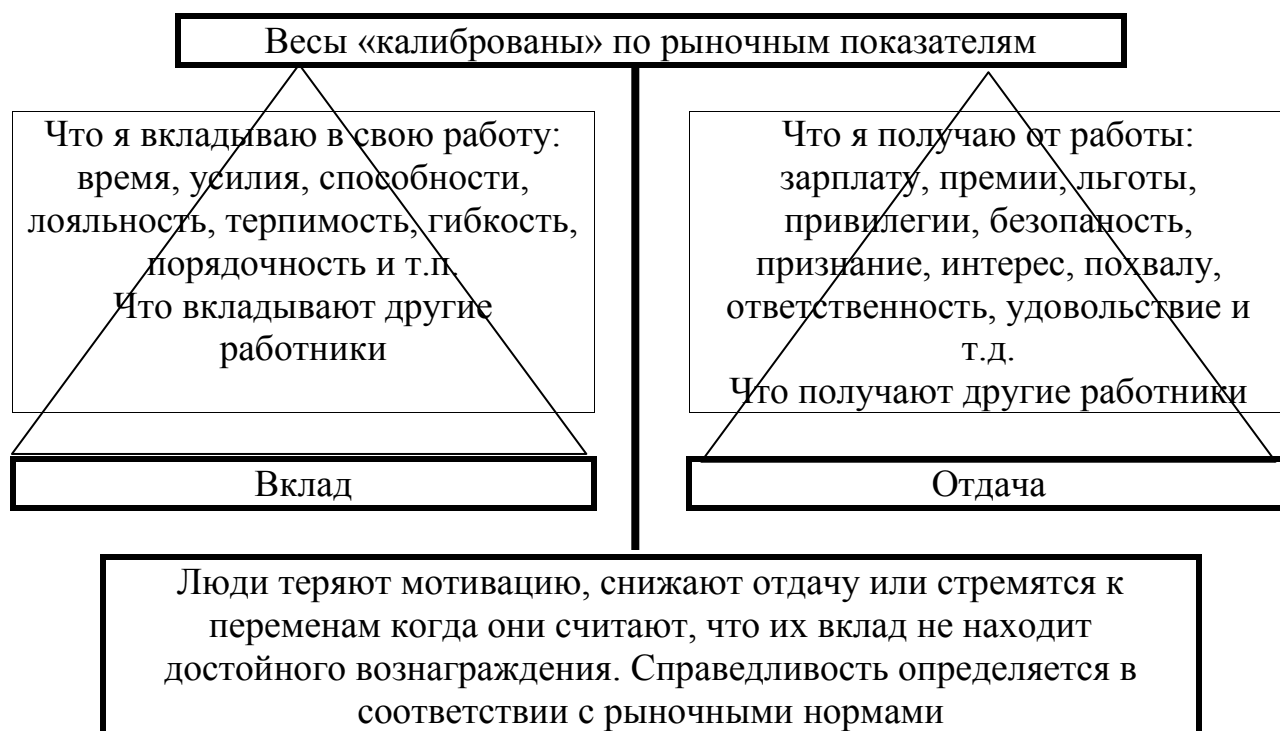 Весы «калиброваны» по рыночным показателям
Что я вкладываю в свою работу:
время, усилия, способности,
лояльность, терпимость, гибкость,
порядочность и т.п.
Что вкладывают другие
работники
Что я получаю от работы:
зарплату, премии, льготы,
привилегии, безопаность,
признание, интерес, похвалу,
ответственность, удовольствие и
т.д.
Что получают другие работники
Вклад
Отдача
Люди теряют мотивацию, снижают отдачу или стремятся к
переменам когда они считают, что их вклад не находит
достойного вознаграждения. Справедливость определяется в
соответствии с рыночными нормами